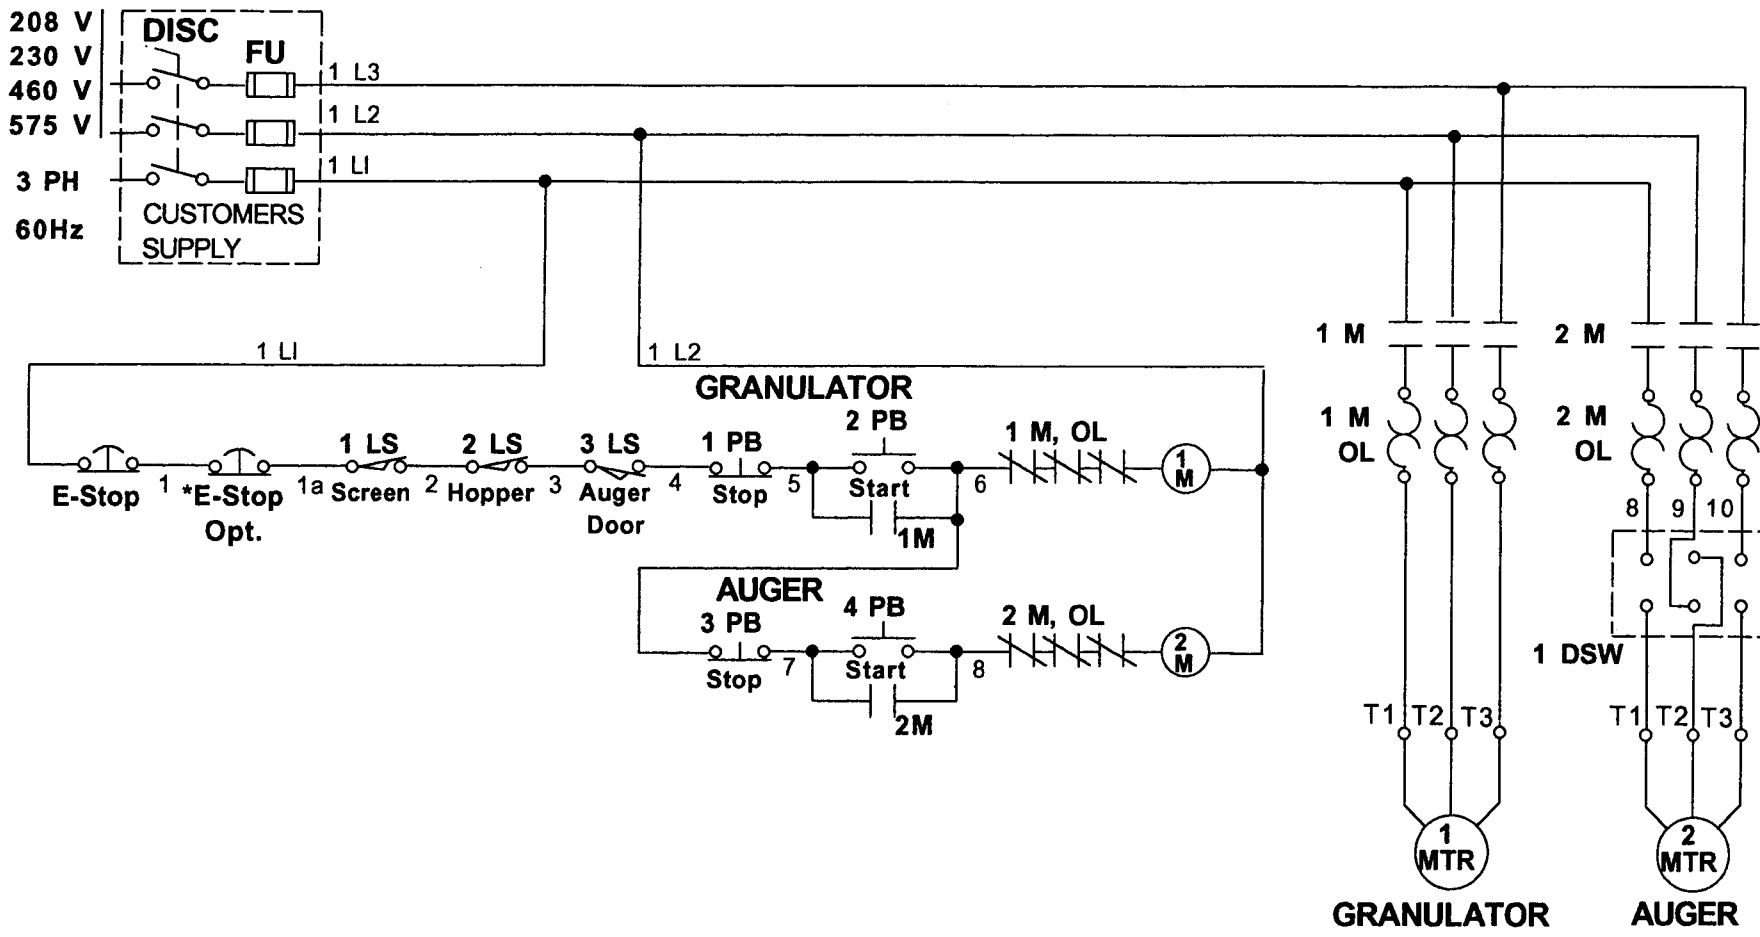 208 V
230 V
460 V
575 V
3 PH
60Hz
DISC
FU
1 L3
1 L2
1 LI
CUSTOMERS
SUPPLY
1 LI
1 L2
GRANULATOR
E-Stop
1
*E-Stop
Opt.
1a
1 LS
Screen
2
2 LS
Hopper
3
3 LS
Auger
Door
4
1 PB
Stop
5
2 PB
Start
1M
6
1 M, OL
1
M
AUGER
3 PB
Stop
7
4 PB
Start
2M
8
2 M, OL
2
M
1 M
1 M
OL
2 M
2 M
OL
8
9
10
1 DSW
T1
T2
T3
T1
T2
T3
1
MTR
GRANULATOR
2
MTR
AUGER